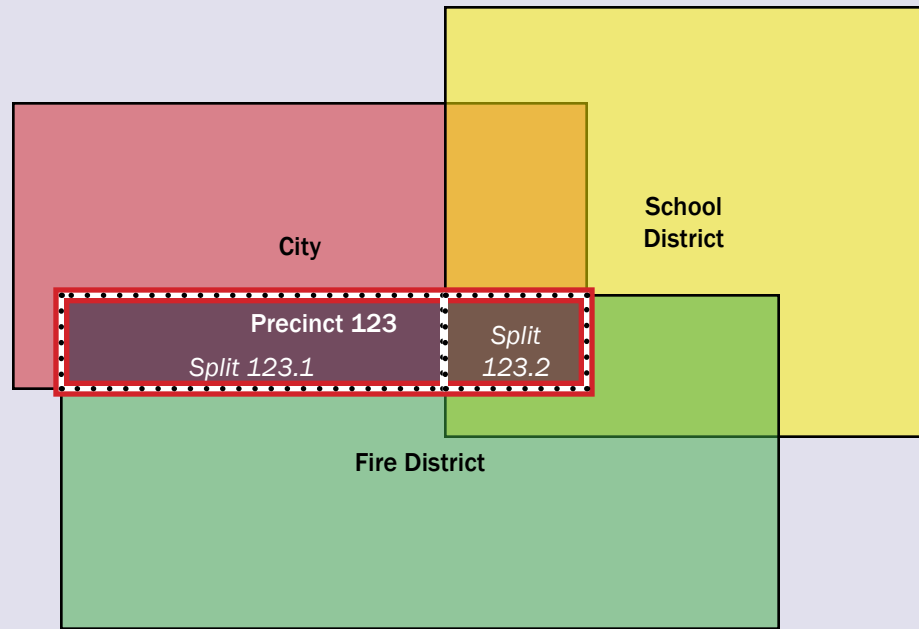 School
District
City
Precinct 123
Split 123.1
Split
123.2
Fire District